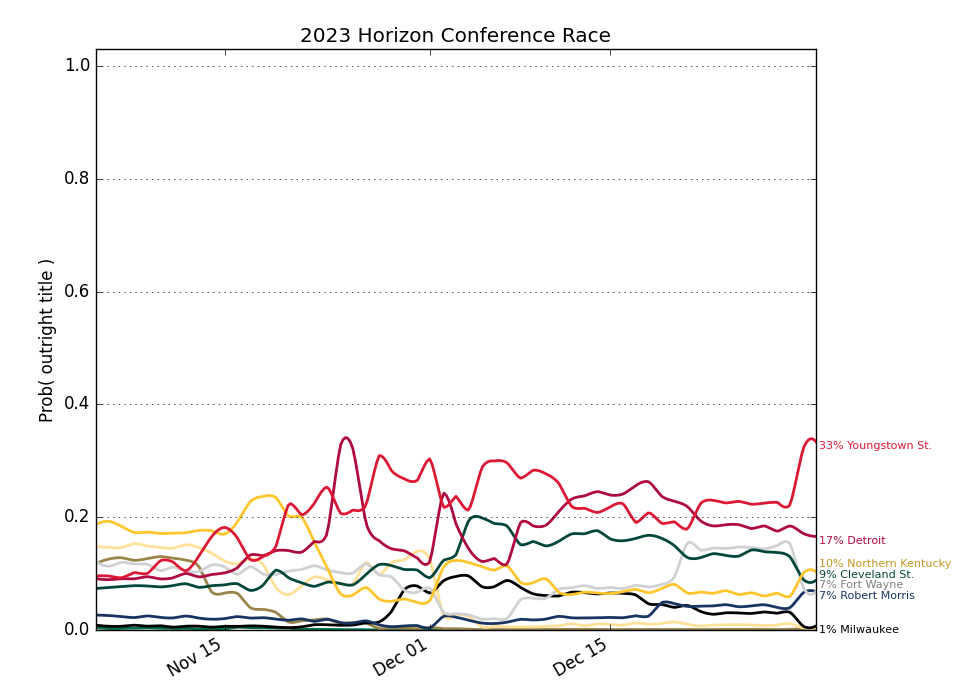 2023 Horizon Conference Race
Prob( outright title )
1.0
0.8
0.6
0.4
0.2
0.0
Nov 15
Dec 01
Dec 15
33% Youngstown St.
17% Detroit
10% Northern Kentucky
9% Cleveland St.
7% Fort Wayne
7% Robert Morris
1% Milwaukee